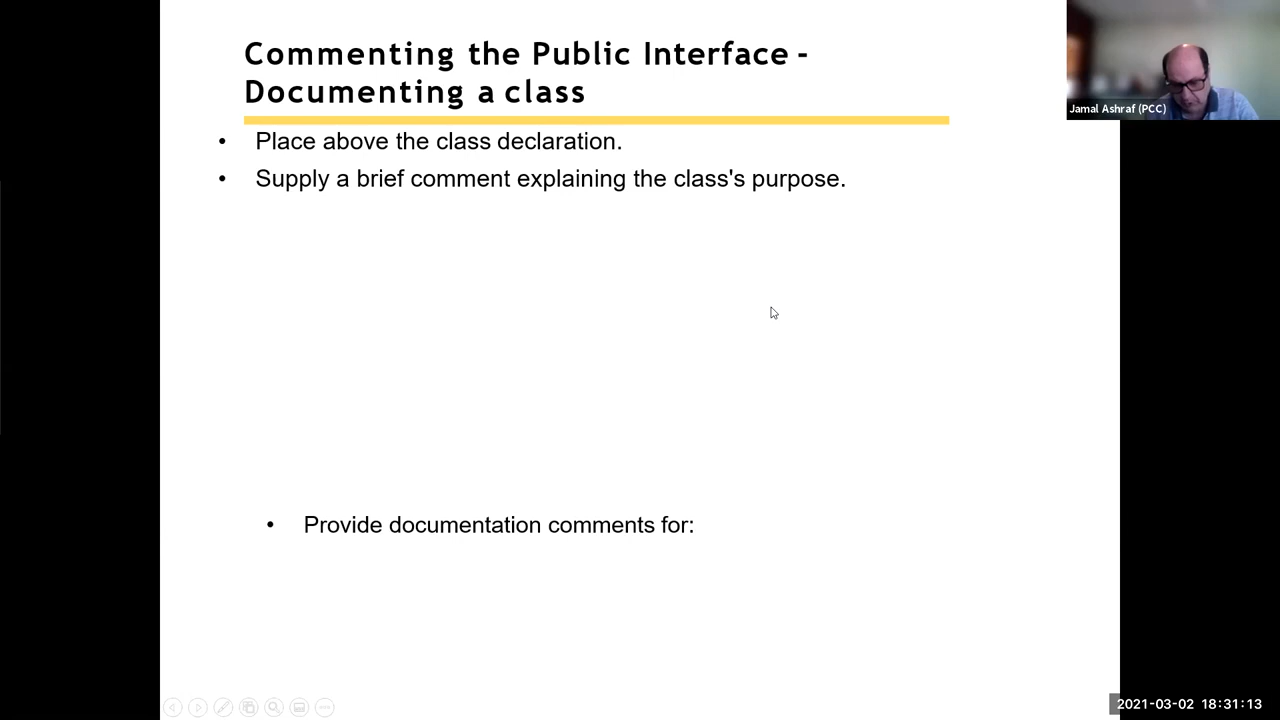 Commenting the Public Interface -
Documenting a class
Jamal Ashraf (PCC)
• Place above the class declaration.
• Supply a brief comment explaining the class's purpose.
• Provide documentation comments for:
2021-03-02 18:31:13